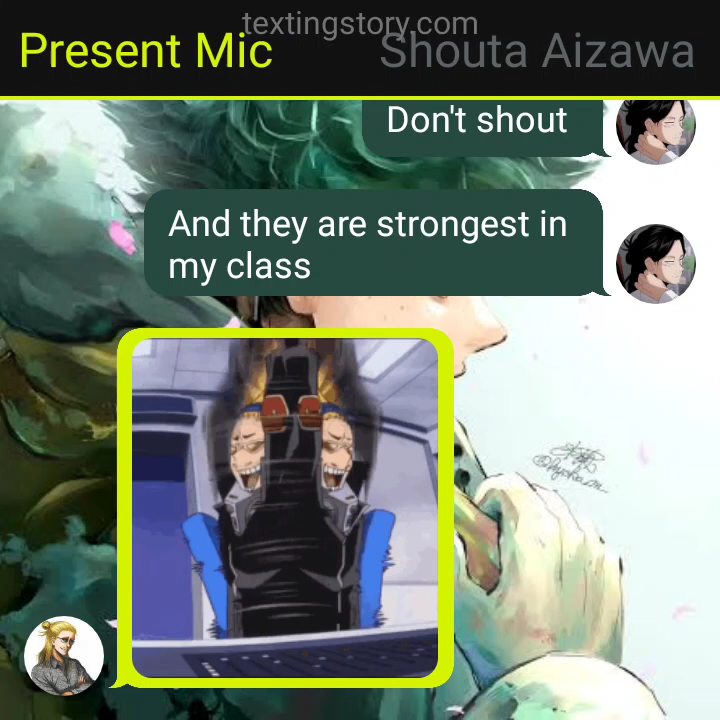 textingstory.com
Present Mic
Shouta Aizawa
Don't shout
And they are strongest in
my class